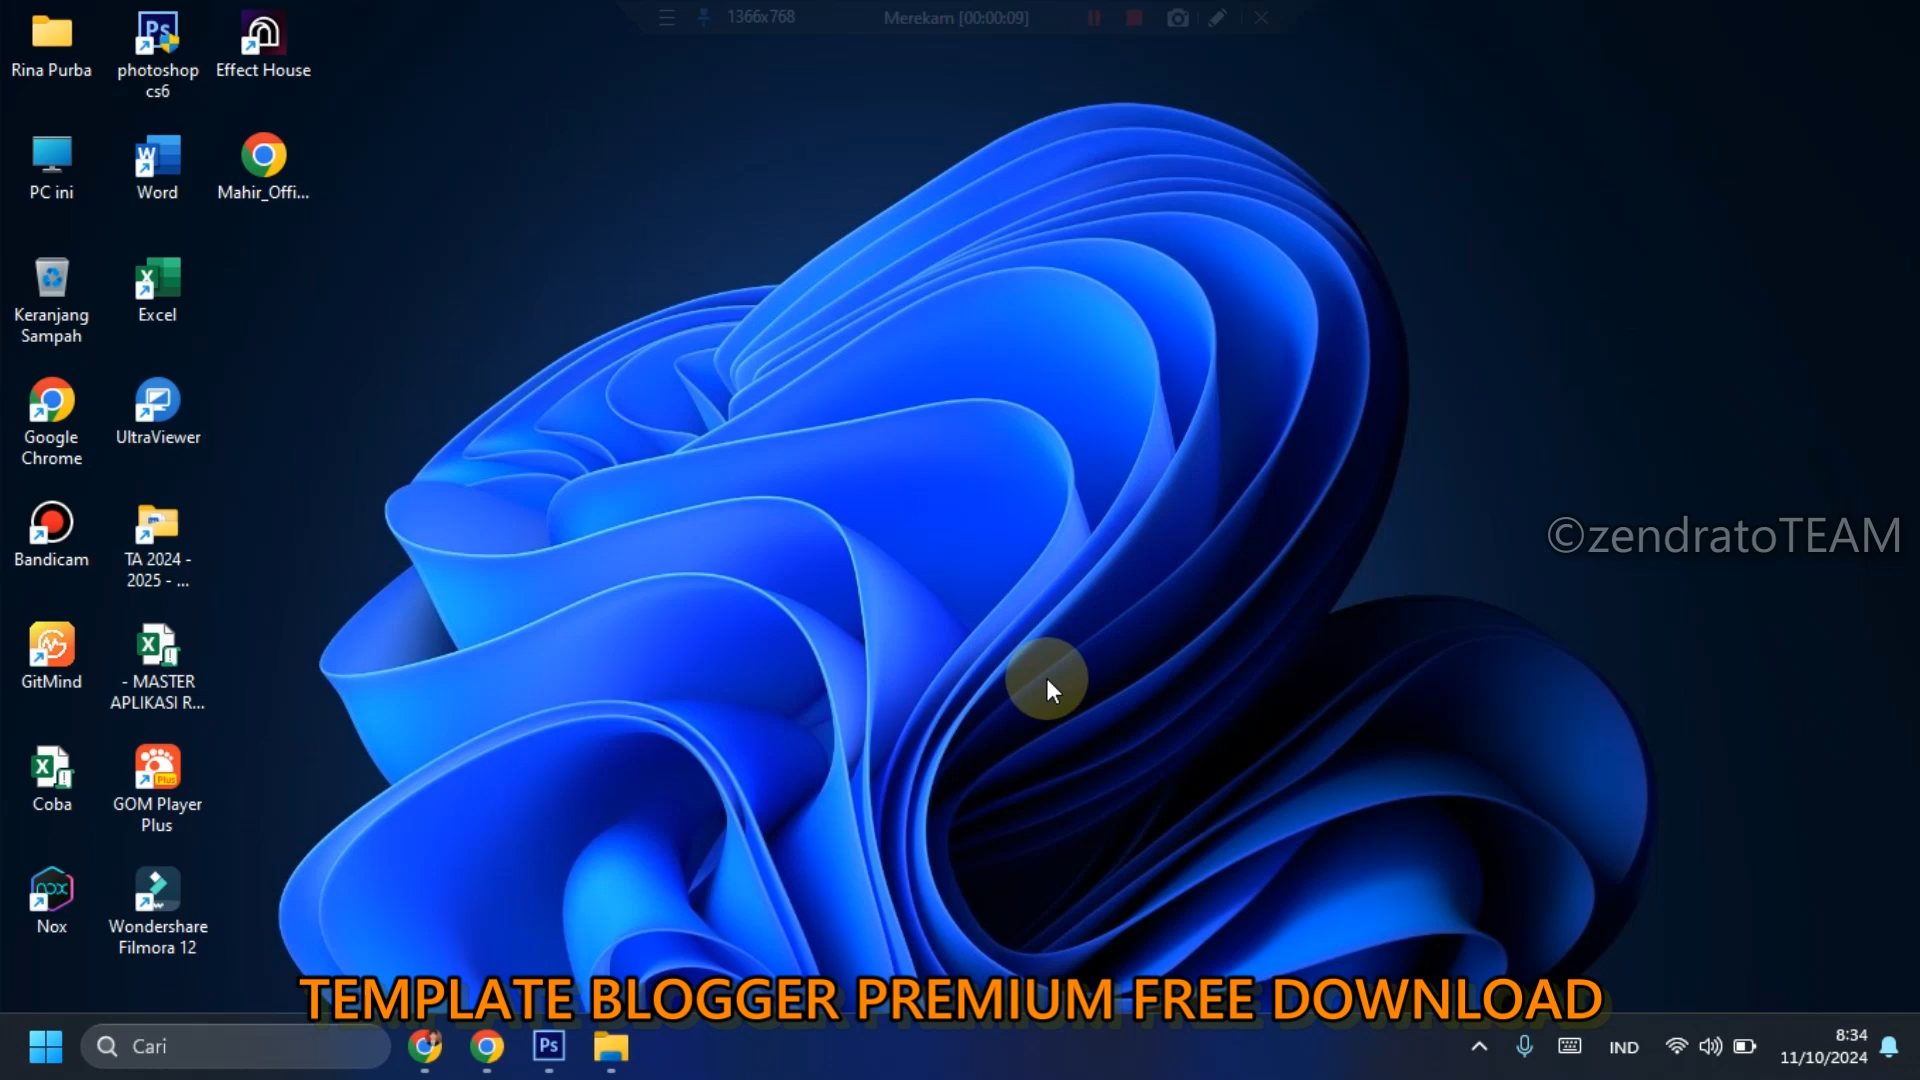 1366x768
Merekam [00:00:09]
Rina Purba
photoshop
cs6
Effect House
PC ini
Word
Mahir_Offi...
Keranjang
Sampah
Excel
Google
Chrome
UltraViewer
Bandicam
TA 2024 -
2025 - ...
GitMind
- MASTER
APLIKASI R...
Coba
GOM Player
Plus
Nox
Wondershare
Filmora 12
©zendratoTEAM
TEMPLATE BLOGGER PREMIUM FREE DOWNLOAD
Cari
IND
8:34
11/10/2024